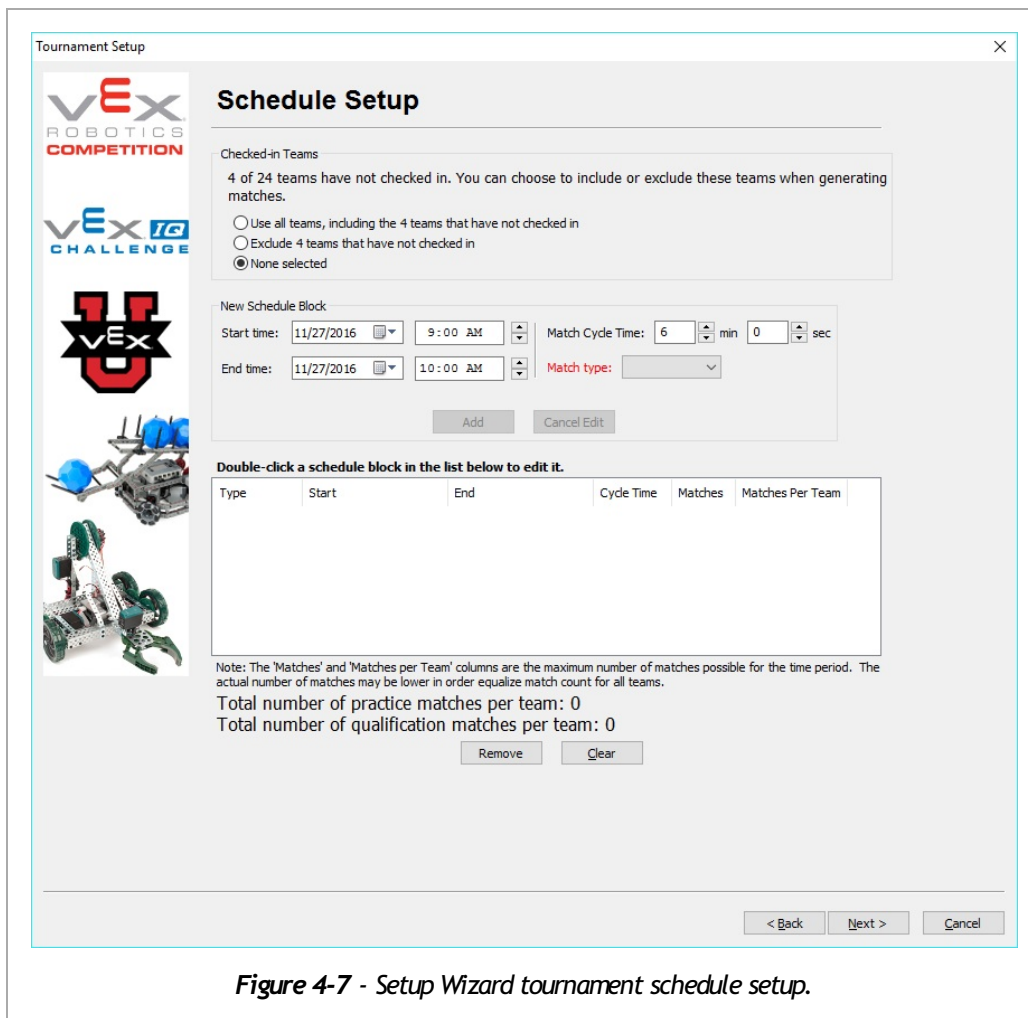 Tournament Setup
VEX
ROBOTICS
COMPETITION
VEX IQ
CHALLENGE
VEX U
Schedule Setup
Checked-in Teams
4 of 24 teams have not checked in. You can choose to include or exclude these teams when generating
matches.
Use all teams, including the 4 teams that have not checked in
Exclude 4 teams that have not checked in
None selected
New Schedule Block
Start time: 11/27/2016 9:00 AM Match Cycle Time: 6 min 0 sec
End time: 11/27/2016 10:00 AM Match type:
Add Cancel Edit
Double-click a schedule block in the list below to edit it.
Type Start End Cycle Time Matches Matches Per Team
Note: The 'Matches' and 'Matches per Team' columns are the maximum number of matches possible for the time period. The
actual number of matches may be lower in order equalize match count for all teams.
Total number of practice matches per team: 0
Total number of qualification matches per team: 0
Remove Clear
< Back Next > Cancel
Figure 4-7 - Setup Wizard tournament schedule setup.